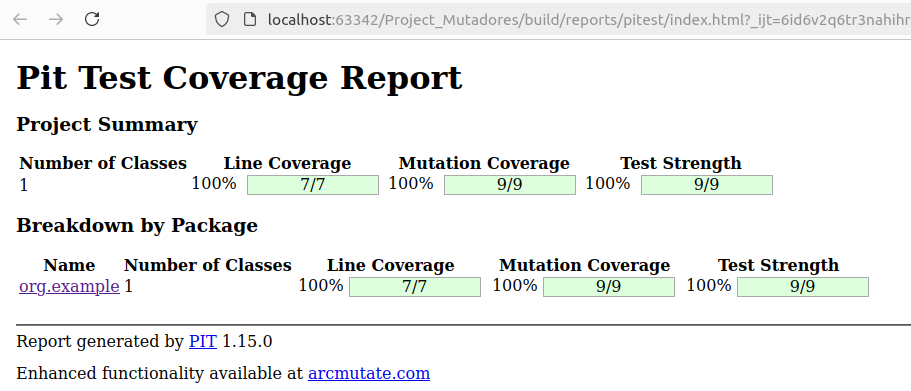 localhost:63342/Project_Mutadores/build/reports/pitest/index.html?_ijt=6id6v2q6tr3nahihr
Pit Test Coverage Report
Project Summary
Number of Classes Line Coverage Mutation Coverage Test Strength
1 100% 7/7 100% 9/9 100% 9/9
Breakdown by Package
Name Number of Classes Line Coverage Mutation Coverage Test Strength
org.example 1 100% 7/7 100% 9/9 100% 9/9
Report generated by PIT 1.15.0
Enhanced functionality available at arcmutate.com